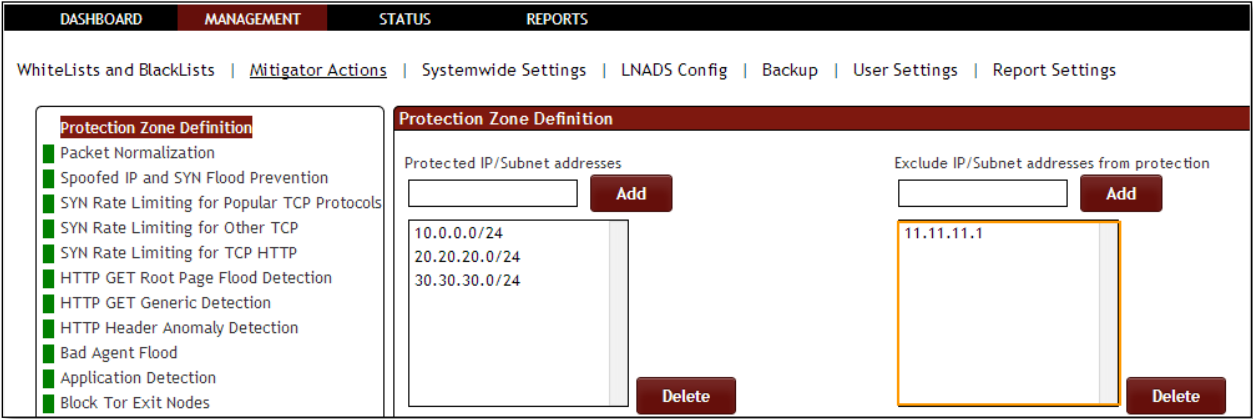 DASHBOARD MANAGEMENT STATUS REPORTS
WhiteLists and BlackLists | Mitigator Actions | Systemwide Settings | LNADS Config | Backup | User Settings | Report Settings
Protection Zone Definition
Packet Normalization
Spoofed IP and SYN Flood Prevention
SYN Rate Limiting for Popular TCP Protocols
SYN Rate Limiting for Other TCP
SYN Rate Limiting for TCP HTTP
HTTP GET Root Page Flood Detection
HTTP GET Generic Detection
HTTP Header Anomaly Detection
Bad Agent Flood
Application Detection
Block Tor Exit Nodes
Protection Zone Definition
Protected IP/Subnet addresses
Add
10.0.0.0/24
20.20.20.0/24
30.30.30.0/24
Delete
Exclude IP/Subnet addresses from protection
Add
11.11.11.1
Delete